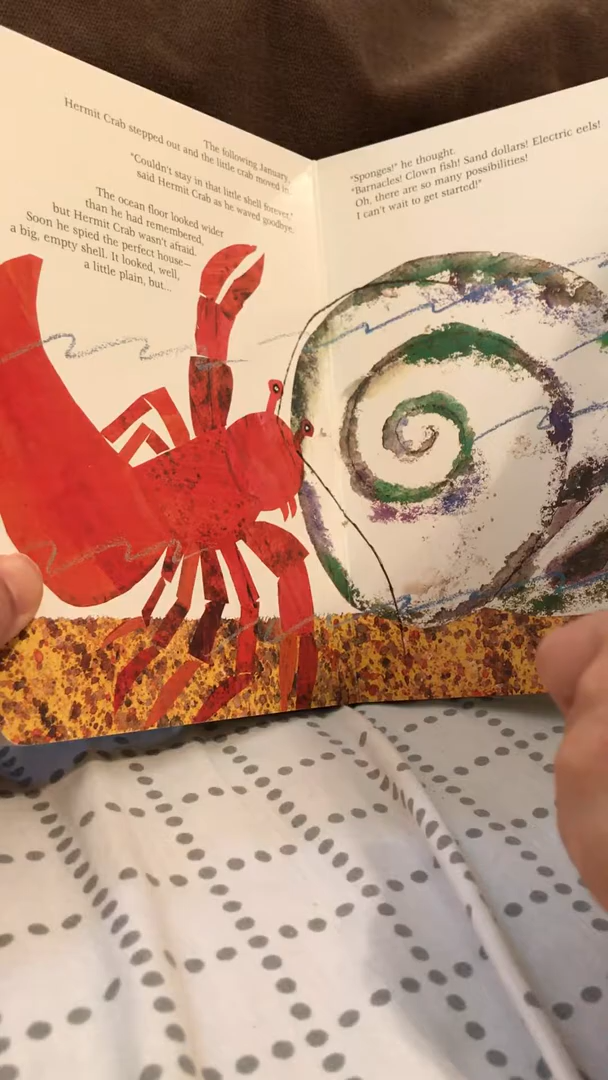 The following January,
Hermit Crab stepped out and the little crab moved in.
"Couldn't stay in that little shell forever,"
said Hermit Crab as he waved goodbye.
The ocean floor looked wider
than he had remembered,
but Hermit Crab wasn't afraid.
Soon he spied the perfect house—
a big, empty shell. It looked, well,
a little plain, but...
"Sponges!" he thought.
"Barnacles! Clown fish! Sand dollars! Electric eels!
Oh, there are so many possibilities!
I can't wait to get started!"